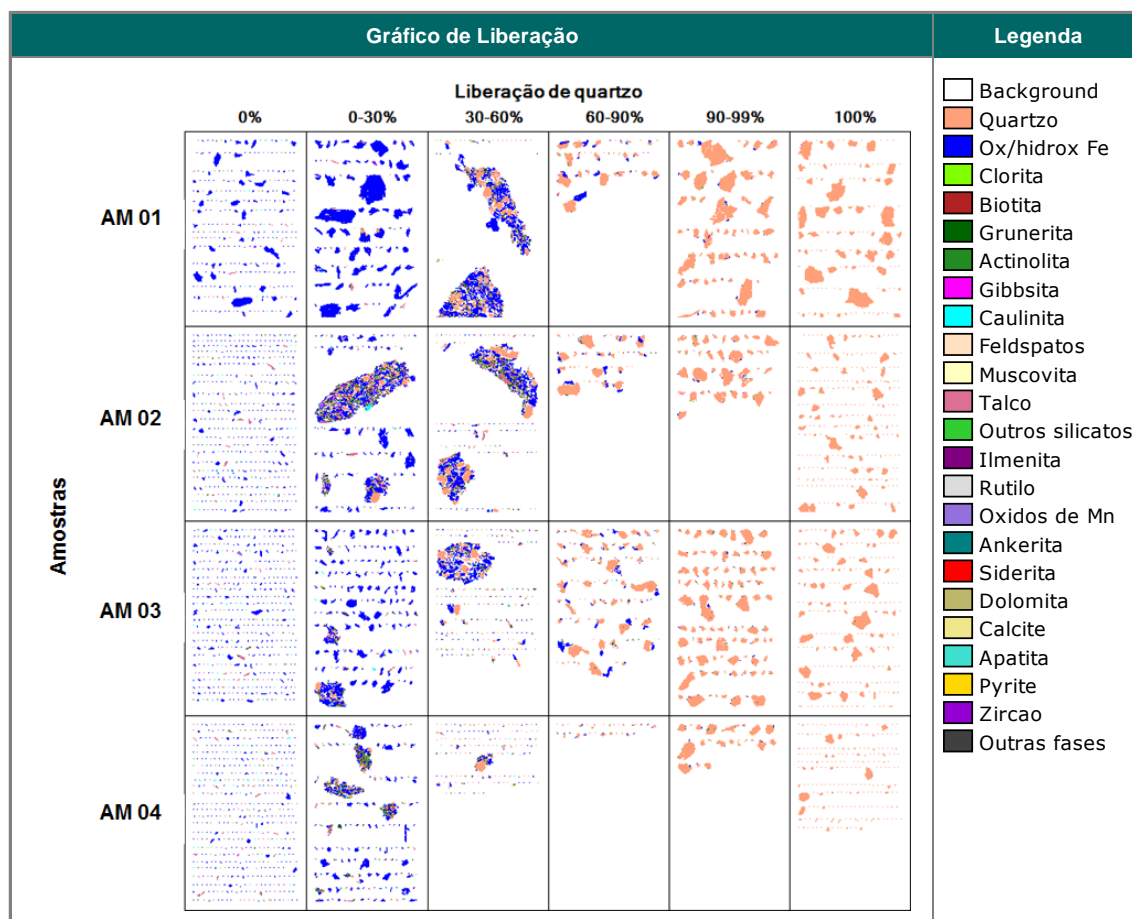 Gráfico de Liberação
Legenda
Liberação de quartzo
0% 0-30% 30-60% 60-90% 90-99% 100%
Amostras
AM 01
AM 02
AM 03
AM 04
Background
Quartzo
Ox/hidrox Fe
Clorita
Biotita
Grunerita
Actinolita
Gibbsita
Caulinita
Feldspatos
Muscovita
Talco
Outros silicatos
Ilmenita
Rutilo
Oxidos de Mn
Ankerita
Siderita
Dolomita
Calcite
Apatita
Pyrite
Zircao
Outras fases